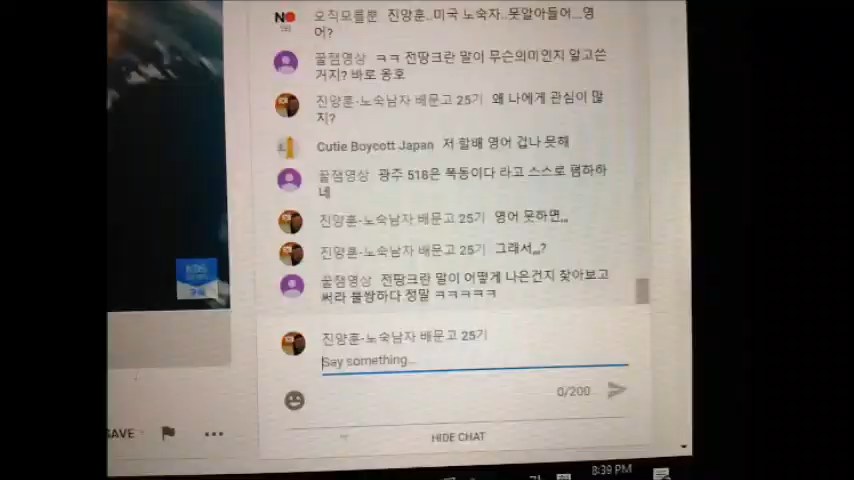 NO 오직모를뿐 진양훈..미국 노숙자..못알아들어...영
어?
꿀잼영상 ㅋㅋ 전땅크란 말이 무슨의미인지 알고쓴
거지? 바로 옹호
진양훈-노숙남자 배문고 25기 왜 나에게 관심이 많
지?
Cutie Boycott Japan 저 할배 영어 겁나 못해
꿀잼영상 광주 518은 폭동이다 라고 스스로 폄하하
네
진양훈-노숙남자 배문고 25기 영어 못하면,,,
진양훈-노숙남자 배문고 25기 그래서,,,?
꿀잼영상 전땅크란 말이 어떻게 나온건지 찾아보고
써라 불쌍하다 정말 ㅋㅋㅋㅋㅋ
KBS
구독
진양훈-노숙남자 배문고 25기
Say something...
0/200
SAVE
HIDE CHAT
8:39 PM